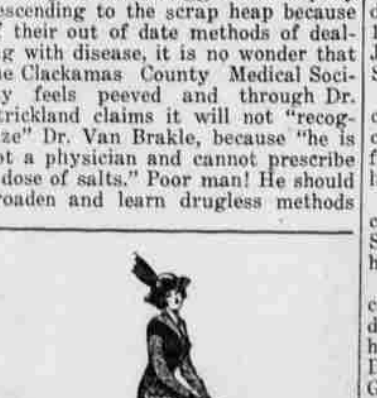 escending to the scrap heap because
f their out of date methods of deal-
g with disease, it is no wonder that
e Clackamas County Medical Soci-
y feels peeved and through Dr.
trickland claims it will not "recog-
ze" Dr. Van Brakle, because "he is
ot a physician and cannot prescribe
dose of salts." Poor man! He should
roaden and learn drugless methods